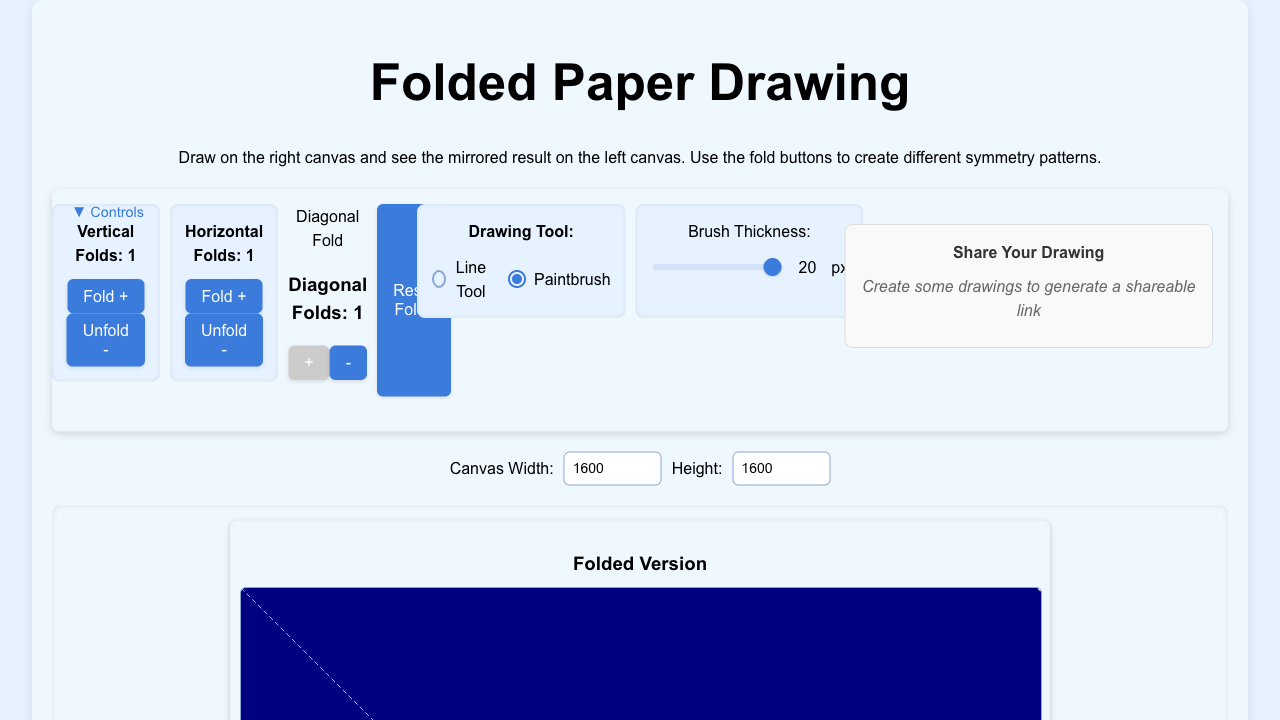 Folded Paper Drawing
Draw on the right canvas and see the mirrored result on the left canvas. Use the fold buttons to create different symmetry patterns.
▼ Controls
Vertical
Folds: 1
Fold +
Unfold
-
Horizontal
Folds: 1
Fold +
Unfold
-
Diagonal
Fold
Diagonal
Folds: 1
+
-
Drawing Tool:
Line
Tool
Paintbrush
Brush Thickness:
20
Share Your Drawing
Create some drawings to generate a shareable
link
Canvas Width:
1600
Height:
1600
Folded Version